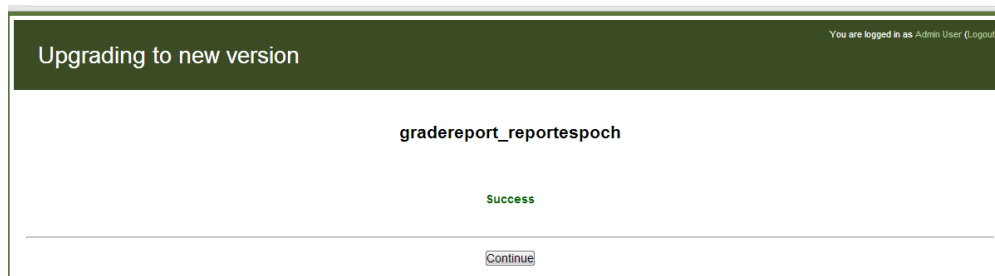 You are logged in as Admin User (Logout
Upgrading to new version
gradereport_reportespoch
Success
Continue